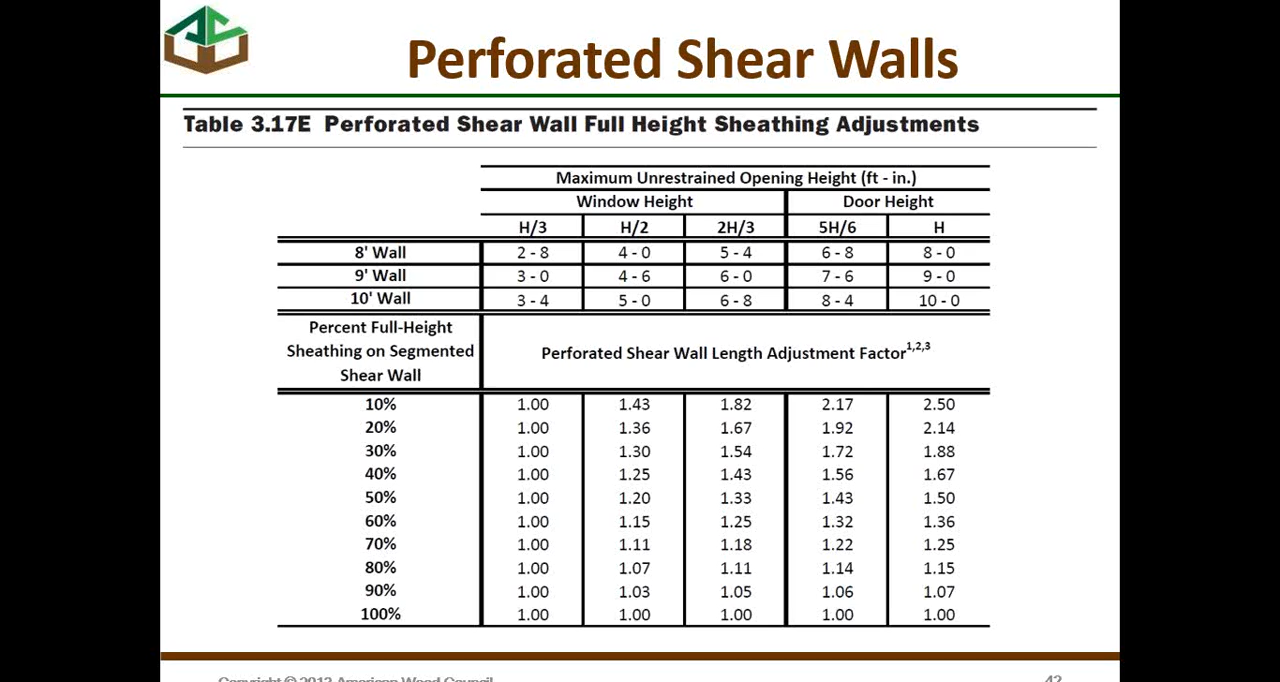 Perforated Shear Walls
Table 3.17E Perforated Shear Wall Full Height Sheathing Adjustments
Maximum Unrestrained Opening Height (ft - in.)
Window Height Door Height
H/3 H/2 2H/3 5H/6 H
8' Wall 2 - 8 4 - 0 5 - 4 6 - 8 8 - 0
9' Wall 3 - 0 4 - 6 6 - 0 7 - 6 9 - 0
10' Wall 3 - 4 5 - 0 6 - 8 8 - 4 10 - 0
Percent Full-Height
Sheathing on Segmented
Shear Wall
Perforated Shear Wall Length Adjustment Factor1,2,3
10% 1.00 1.43 1.82 2.17 2.50
20% 1.00 1.36 1.67 1.92 2.14
30% 1.00 1.30 1.54 1.72 1.88
40% 1.00 1.25 1.43 1.56 1.67
50% 1.00 1.20 1.33 1.43 1.50
60% 1.00 1.15 1.25 1.32 1.36
70% 1.00 1.11 1.18 1.22 1.25
80% 1.00 1.07 1.11 1.14 1.15
90% 1.00 1.03 1.05 1.06 1.07
100% 1.00 1.00 1.00 1.00 1.00
Copyright © 2013 American Wood Council 42